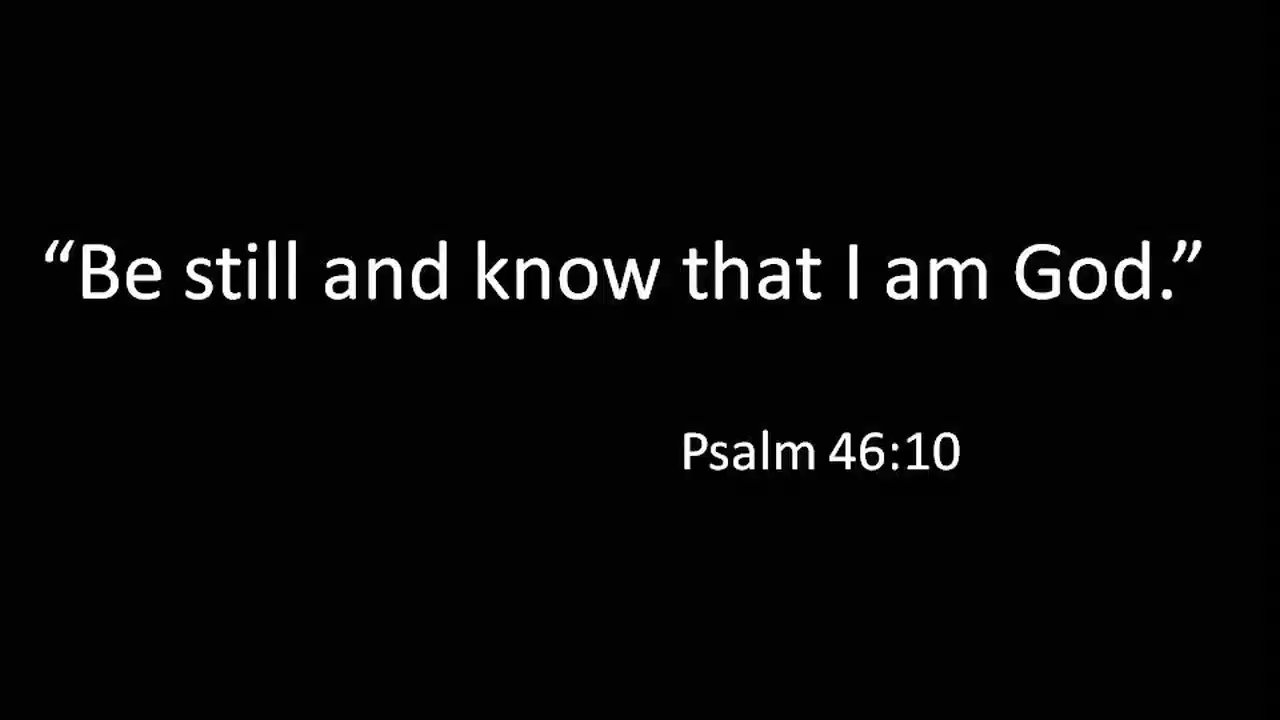 “Be still and know that I am God.”
Psalm 46:10